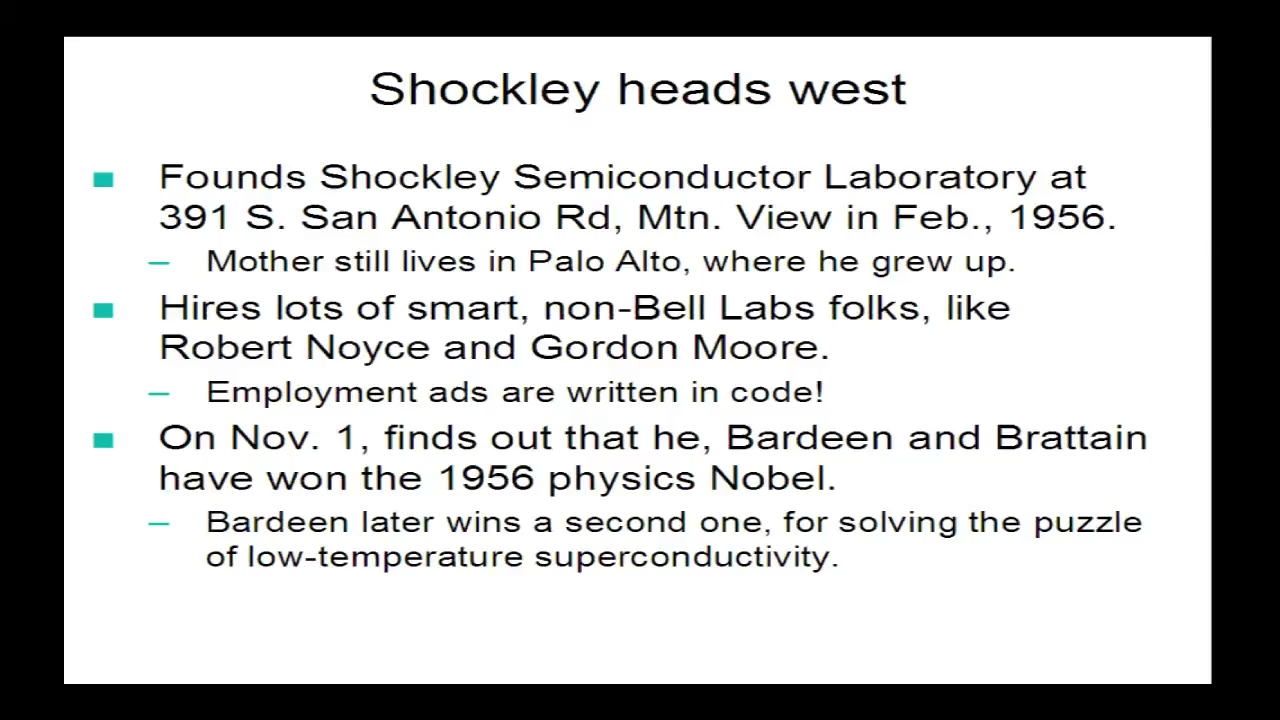 Shockley heads west
Founds Shockley Semiconductor Laboratory at
391 S. San Antonio Rd, Mtn. View in Feb., 1956.
– Mother still lives in Palo Alto, where he grew up.
Hires lots of smart, non-Bell Labs folks, like
Robert Noyce and Gordon Moore.
– Employment ads are written in code!
On Nov. 1, finds out that he, Bardeen and Brattain
have won the 1956 physics Nobel.
– Bardeen later wins a second one, for solving the puzzle
of low-temperature superconductivity.